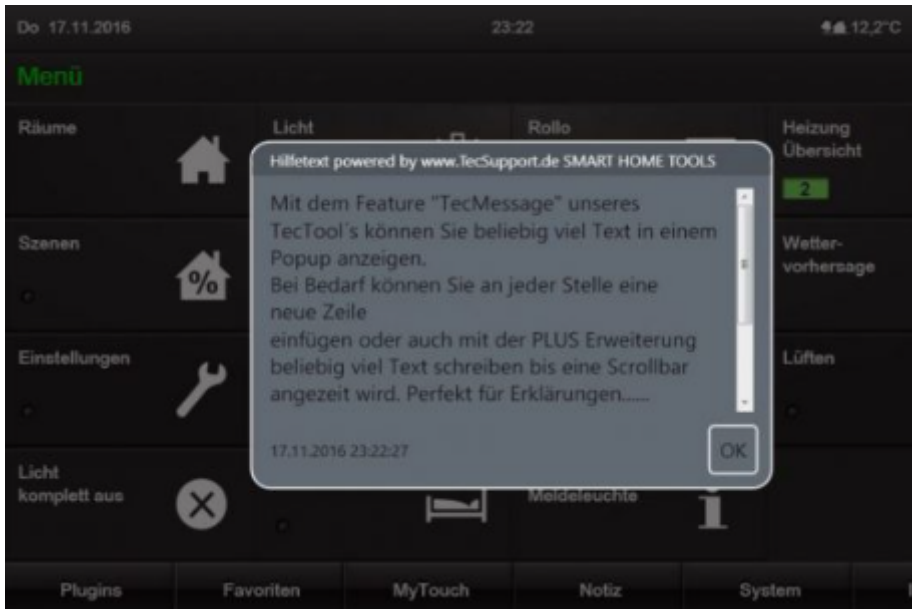 Do 17.11.2016
23:22
12,2°C
Menü
Räume
Licht
Rollo
Heizung
Übersicht
2
Hilfetext powered by www.TecSupport.de SMART HOME TOOLS
Mit dem Feature "TecMessage" unseres
TecTool´s können Sie beliebig viel Text in einem
Popup anzeigen.
Bei Bedarf können Sie an jeder Stelle eine
neue Zeile
einfügen oder auch mit der PLUS Erweiterung
beliebig viel Text schreiben bis eine Scrollbar
angezeit wird. Perfekt für Erklärungen......
17.11.2016 23:22:27
OK
Szenen
%
Wetter-
vorhersage
Einstellungen
Lüften
Licht
komplett aus
Meldeleuchte
Plugins
Favoriten
MyTouch
Notiz
System